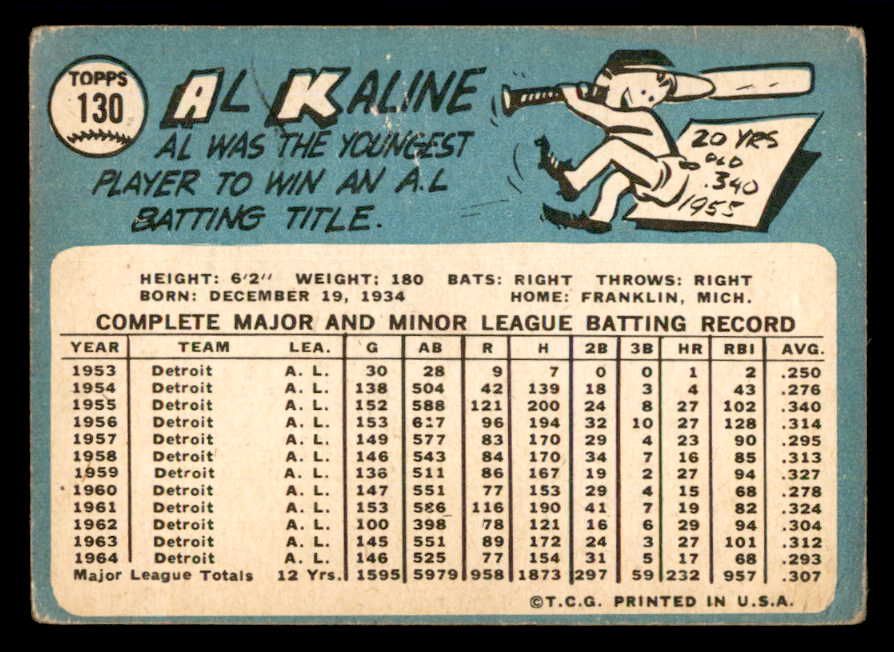 TOPPS
130
AL KALINE
AL WAS THE YOUNGEST
PLAYER TO WIN AN A.L
BATTING TITLE.
20 YRS
OLD
.340
1955
HEIGHT: 6'2" WEIGHT: 180 BATS: RIGHT THROWS: RIGHT
BORN: DECEMBER 19, 1934 HOME: FRANKLIN, MICH.
COMPLETE MAJOR AND MINOR LEAGUE BATTING RECORD
YEAR TEAM LEA. G AB R H 2B 3B HR RBI AVG.
1953 Detroit A. L. 30 28 9 7 0 0 1 2 .250
1954 Detroit A. L. 138 504 42 139 18 3 4 43 .276
1955 Detroit A. L. 152 588 121 200 24 8 27 102 .340
1956 Detroit A. L. 153 617 96 194 32 10 27 128 .314
1957 Detroit A. L. 149 577 83 170 29 4 23 90 .295
1958 Detroit A. L. 146 543 84 170 34 7 16 85 .313
1959 Detroit A. L. 136 511 86 167 19 2 27 94 .327
1960 Detroit A. L. 147 551 77 153 29 4 15 68 .278
1961 Detroit A. L. 153 586 116 190 41 7 19 82 .324
1962 Detroit A. L. 100 398 78 121 16 6 29 94 .304
1963 Detroit A. L. 145 551 89 172 24 3 27 101 .312
1964 Detroit A. L. 146 525 77 154 31 5 17 68 .293
Major League Totals 12 Yrs. 1595 5979 958 1873 297 59 232 957 .307
©T.C.G. PRINTED IN U.S.A.